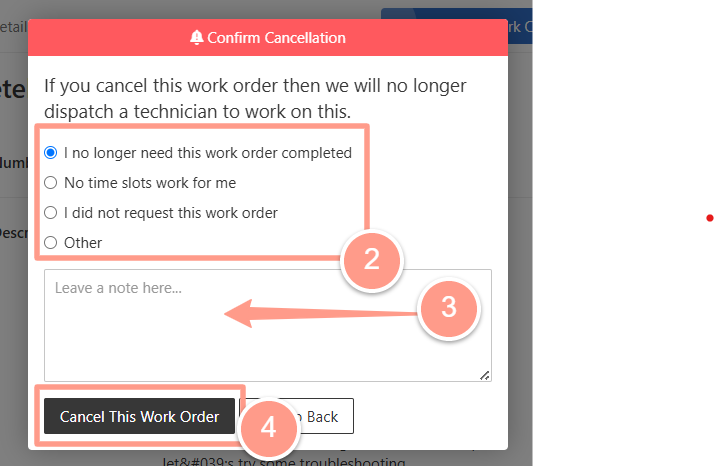 etail
rk C
Confirm Cancellation
ete
If you cancel this work order then we will no longer
dispatch a technician to work on this.
I no longer need this work order completed
Numb
No time slots work for me
I did not request this work order
Descr
Other
2
Leave a note here...
3
Cancel This Work Order
o Back
4
let&#039;s try some troubleshooting